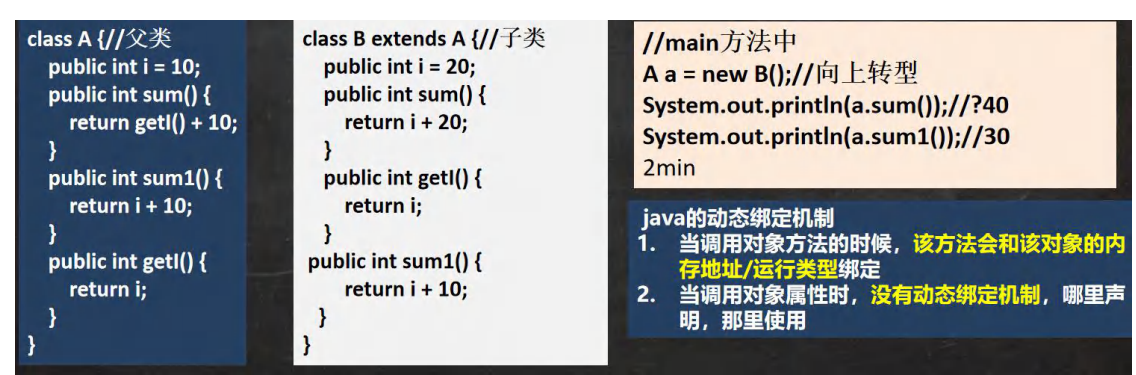 class A {//父类
public int i = 10;
public int sum() {
return getI() + 10;
}
public int sum1() {
return i + 10;
}
public int getI() {
return i;
}
}
class B extends A {//子类
public int i = 20;
public int sum() {
return i + 20;
}
public int getI() {
return i;
}
public int sum1() {
return i + 10;
}
}
//main方法中
A a = new B();//向上转型
System.out.println(a.sum());//?40
System.out.println(a.sum1());//30
2min
java的动态绑定机制
1. 当调用对象方法的时候，该方法会和该对象的内
存地址/运行类型绑定
2. 当调用对象属性时，没有动态绑定机制，哪里声
明，那里使用